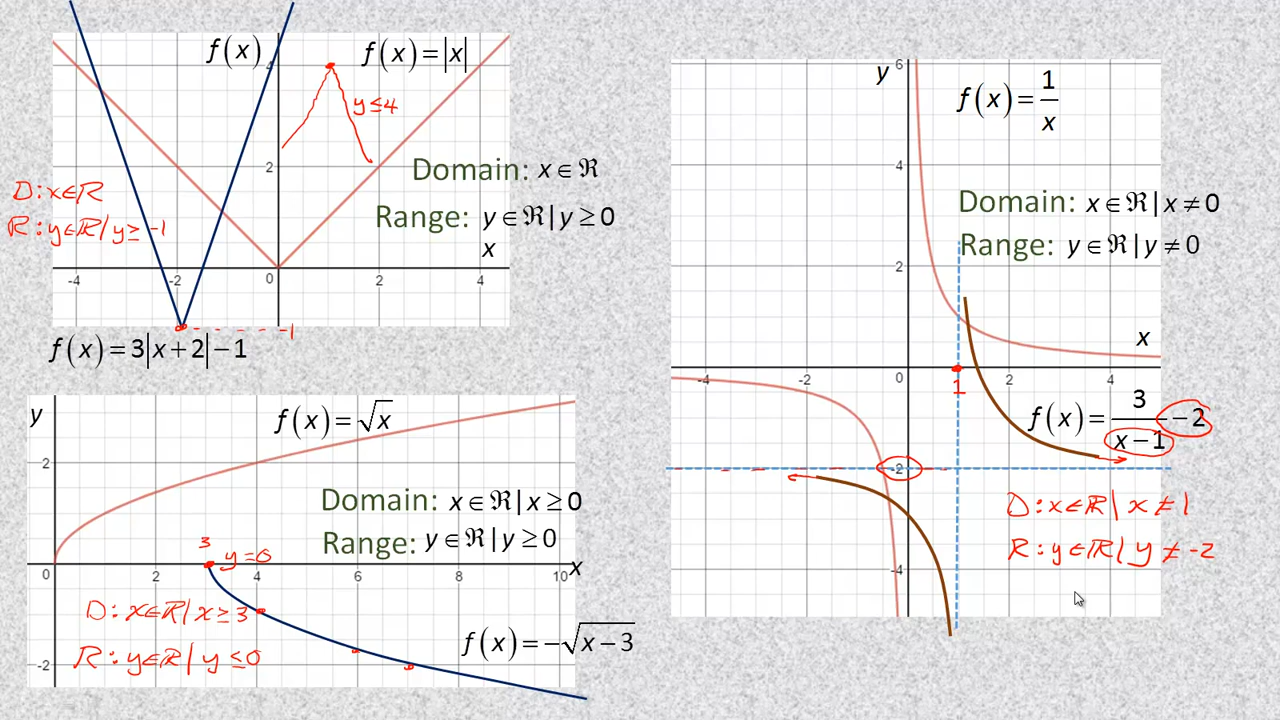 f(x)
f(x) = |x|
4
y ≤ 4
2
Domain: x ∈ ℜ
D: x ∈ ℝ
Range: y ∈ ℜ | y ≥ 0
R: y ∈ ℝ | y ≥ -1
x
-4 -2 0 2 4
-1
f(x) = 3|x + 2| − 1
y
f(x) = √x
2
Domain: x ∈ ℜ | x ≥ 0
Range: y ∈ ℜ | y ≥ 0
3
y = 0
0 2 4 6 8 10 x
D: x ∈ ℝ | x ≥ 3
f(x) = −√(x − 3)
R: y ∈ ℝ | y ≤ 0
-2
y
6
f(x) = 1/x
4
Domain: x ∈ ℜ | x ≠ 0
Range: y ∈ ℜ | y ≠ 0
2
x
-4 -2 0 2 4
1
f(x) = 3/(x − 1) − 2
-2
D: x ∈ ℝ | x ≠ 1
R: y ∈ ℝ | y ≠ -2
-4